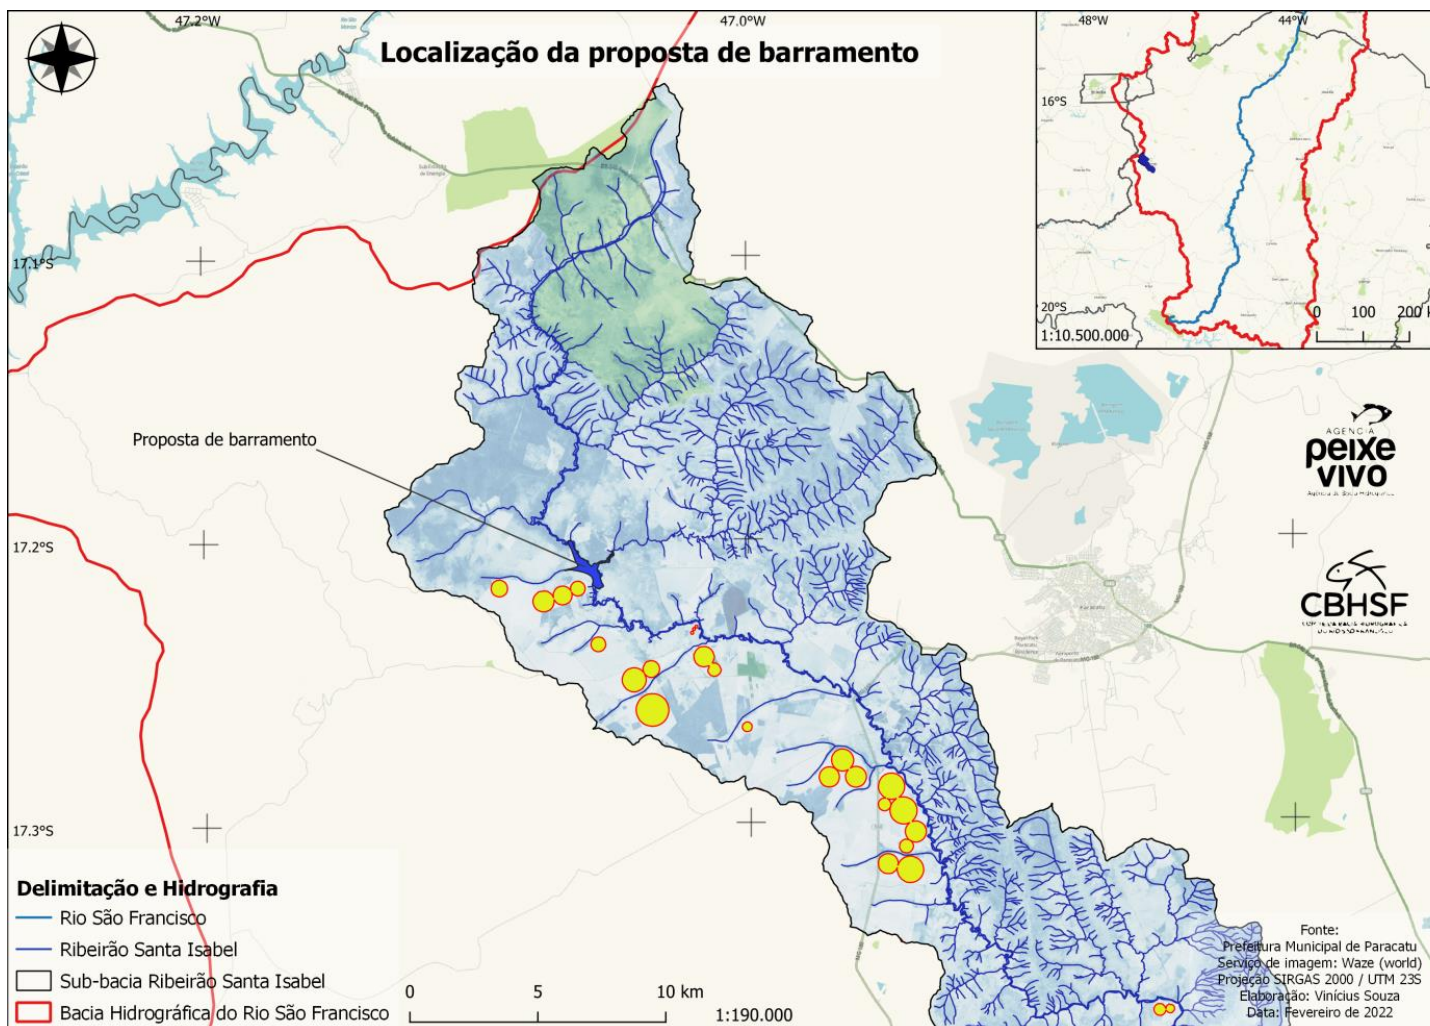 47.2°W
47.0°W
Localização da proposta de barramento
48°W
44°W
16°S
20°S
0 100 200 k
1:10.500.000
17.1°S
Proposta de barramento
17.2°S
17.3°S
AGÊNCIA
peixe
vivo
CBHSF
Paracatu
Delimitação e Hidrografia
Rio São Francisco
Ribeirão Santa Isabel
Sub-bacia Ribeirão Santa Isabel
Bacia Hidrográfica do Rio São Francisco
0 5 10 km
1:190.000
Fonte:
Prefeitura Municipal de Paracatu
Serviço de imagem: Waze (world)
Projeção SIRGAS 2000 / UTM 23S
Elaboração: Vinícius Souza
Data: Fevereiro de 2022